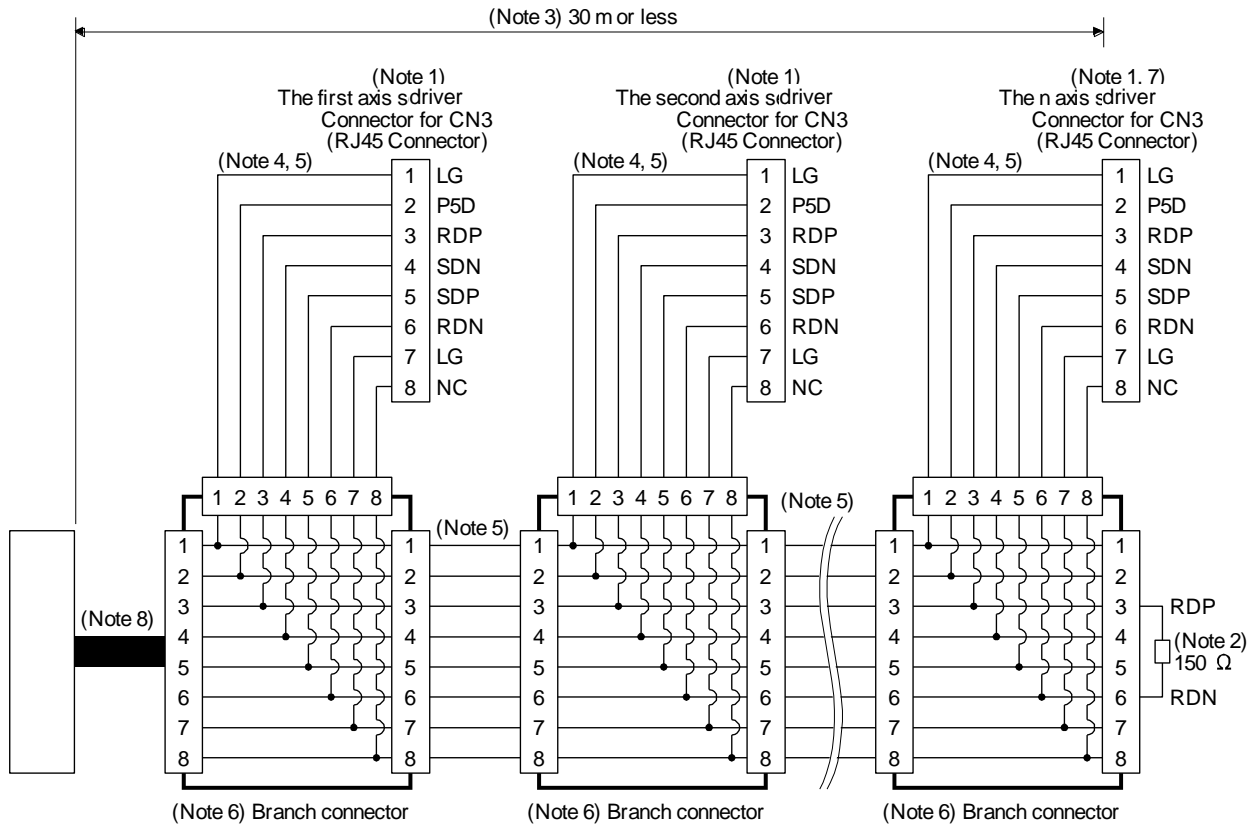 (Note 3) 30 m or less
(Note 1)
The first axis sdriver
Connector for CN3
(RJ45 Connector)
(Note 4, 5)
1 LG
2 P5D
3 RDP
4 SDN
5 SDP
6 RDN
7 LG
8 NC
(Note 1)
The second axis sdriver
Connector for CN3
(RJ45 Connector)
(Note 4, 5)
1 LG
2 P5D
3 RDP
4 SDN
5 SDP
6 RDN
7 LG
8 NC
(Note 1. 7)
The n axis sdriver
Connector for CN3
(RJ45 Connector)
(Note 4, 5)
1 LG
2 P5D
3 RDP
4 SDN
5 SDP
6 RDN
7 LG
8 NC
1 2 3 4 5 6 7 8
1 2 3 4 5 6 7 8
1 2 3 4 5 6 7 8
(Note 5)
(Note 5)
(Note 8)
1 1 1 1 1 1
2 2 2 2 2 2
3 3 3 3 3 3 RDP
4 4 4 4 4 4
(Note 2)
150 Ω
5 5 5 5 5 5
6 6 6 6 6 6 RDN
7 7 7 7 7 7
8 8 8 8 8 8
(Note 6) Branch connector
(Note 6) Branch connector
(Note 6) Branch connector